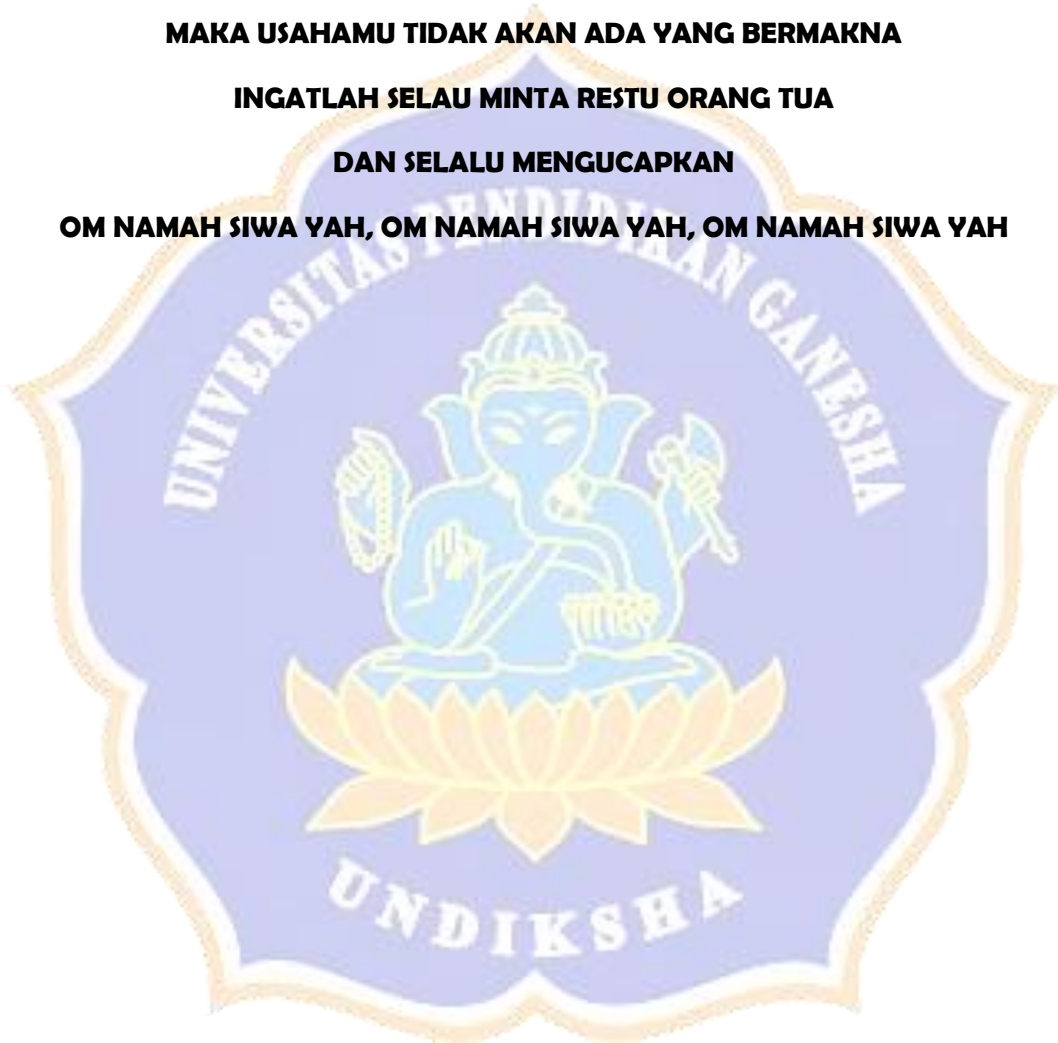 MAKA USAHAMU TIDAK AKAN ADA YANG BERMAKNA
INGATLAH SELAU MINTA RESTU ORANG TUA
DAN SELALU MENGUCAPKAN
OM NAMAH SIWA YAH, OM NAMAH SIWA YAH, OM NAMAH SIWA YAH
UNIVERSITAS PENDIDIKAN GANESHA
UNDIKSHA